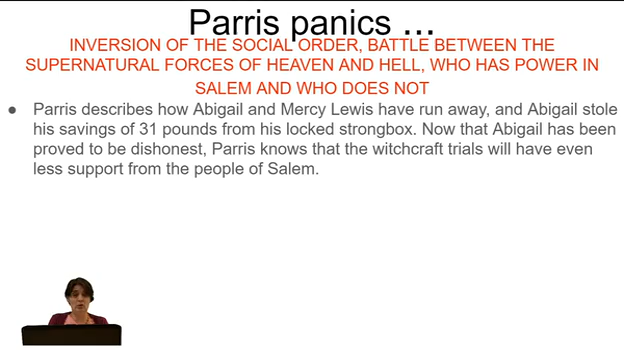 Parris panics ...
INVERSION OF THE SOCIAL ORDER, BATTLE BETWEEN THE
SUPERNATURAL FORCES OF HEAVEN AND HELL, WHO HAS POWER IN
SALEM AND WHO DOES NOT
● Parris describes how Abigail and Mercy Lewis have run away, and Abigail stole
his savings of 31 pounds from his locked strongbox. Now that Abigail has been
proved to be dishonest, Parris knows that the witchcraft trials will have even
less support from the people of Salem.